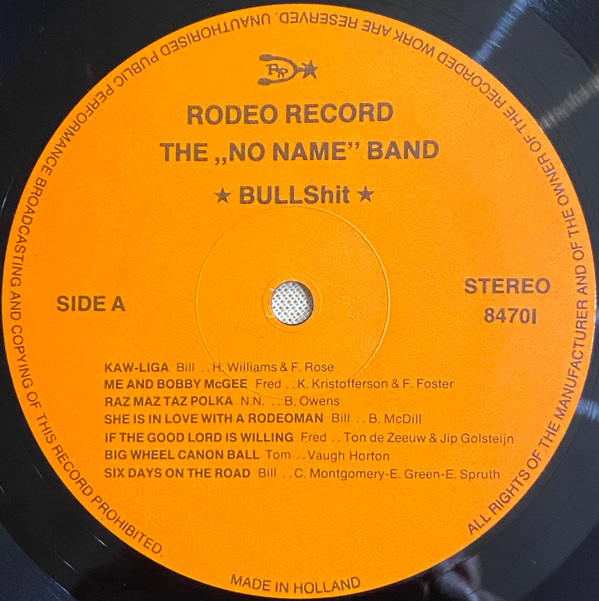 RR
RODEO RECORD
THE „NO NAME” BAND
★ BULLShit ★
SIDE A
STEREO
8470I
KAW-LIGA Bill . . H. Williams & F. Rose
ME AND BOBBY McGEE Fred . . K. Kristofferson & F. Foster
RAZ MAZ TAZ POLKA N.N. . . B. Owens
SHE IS IN LOVE WITH A RODEOMAN Bill . . B. McDill
IF THE GOOD LORD IS WILLING Fred . . Ton de Zeeuw & Jip Golsteijn
BIG WHEEL CANON BALL Tom . . Vaugh Horton
SIX DAYS ON THE ROAD Bill . . C. Montgomery-E. Green-E. Spruth
ALL RIGHTS OF THE MANUFACTURER AND OF THE OWNER OF THE RECORDED WORK ARE RESERVED. UNAUTHORISED PUBLIC PERFORMANCE BROADCASTING AND COPYING OF THIS RECORD PROHIBITED.
MADE IN HOLLAND